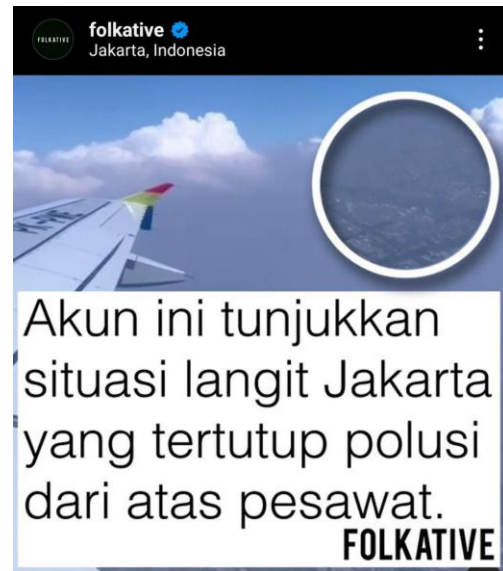 FOLKATIVE
folkative
Jakarta, Indonesia
Akun ini tunjukkan
situasi langit Jakarta
yang tertutup polusi
dari atas pesawat.
FOLKATIVE